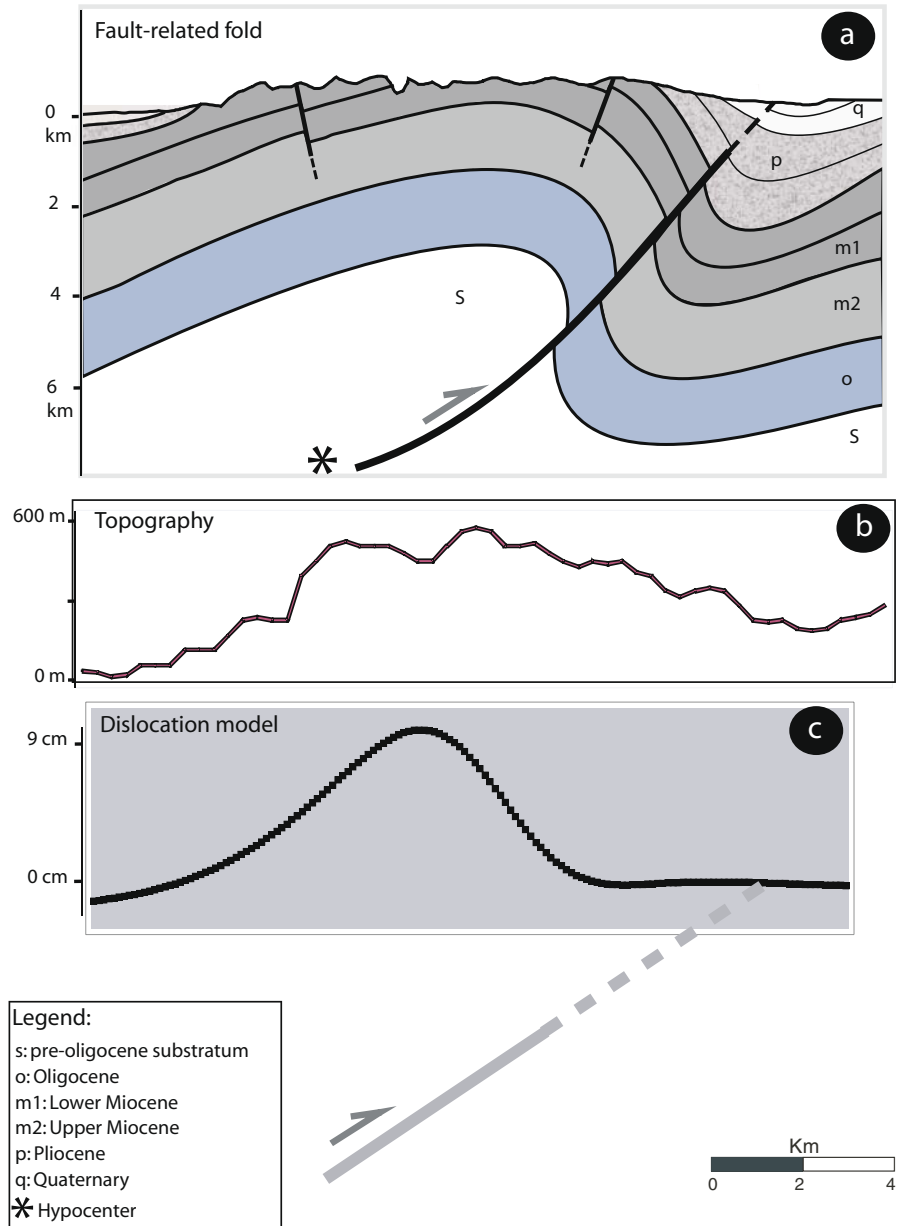 Fault-related fold
a
0
km
2
4
6
km
S
q
p
m1
m2
o
S
*
600 m
Topography
b
0 m
Dislocation model
c
9 cm
0 cm
Legend:
s: pre-oligocene substratum
o: Oligocene
m1: Lower Miocene
m2: Upper Miocene
p: Pliocene
q: Quaternary
* Hypocenter
Km
0 2 4